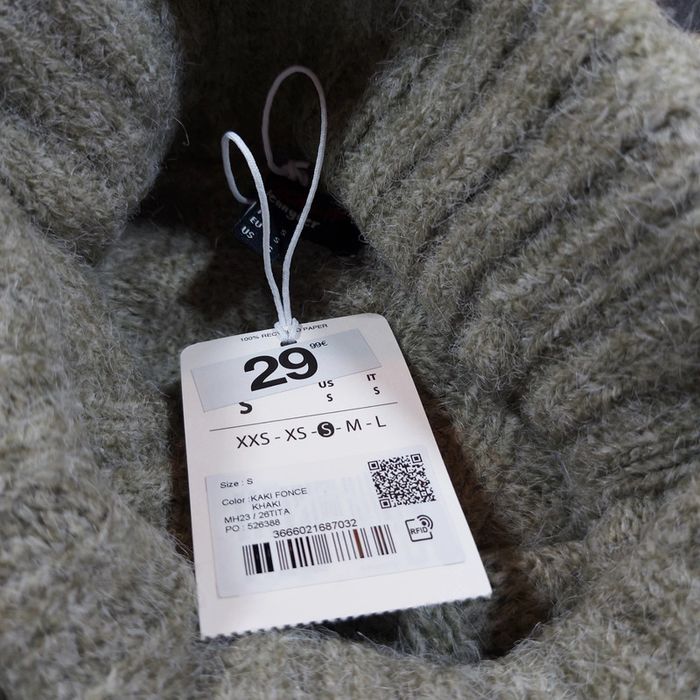 EU S
US S
100% RECYCLED PAPER
29 99€
S US S IT S
XXS - XS - S - M - L
Size : S
Color : KAKI FONCE
KHAKI
MH23 / 26TITA
PO : 526388
3666021687032
RFID